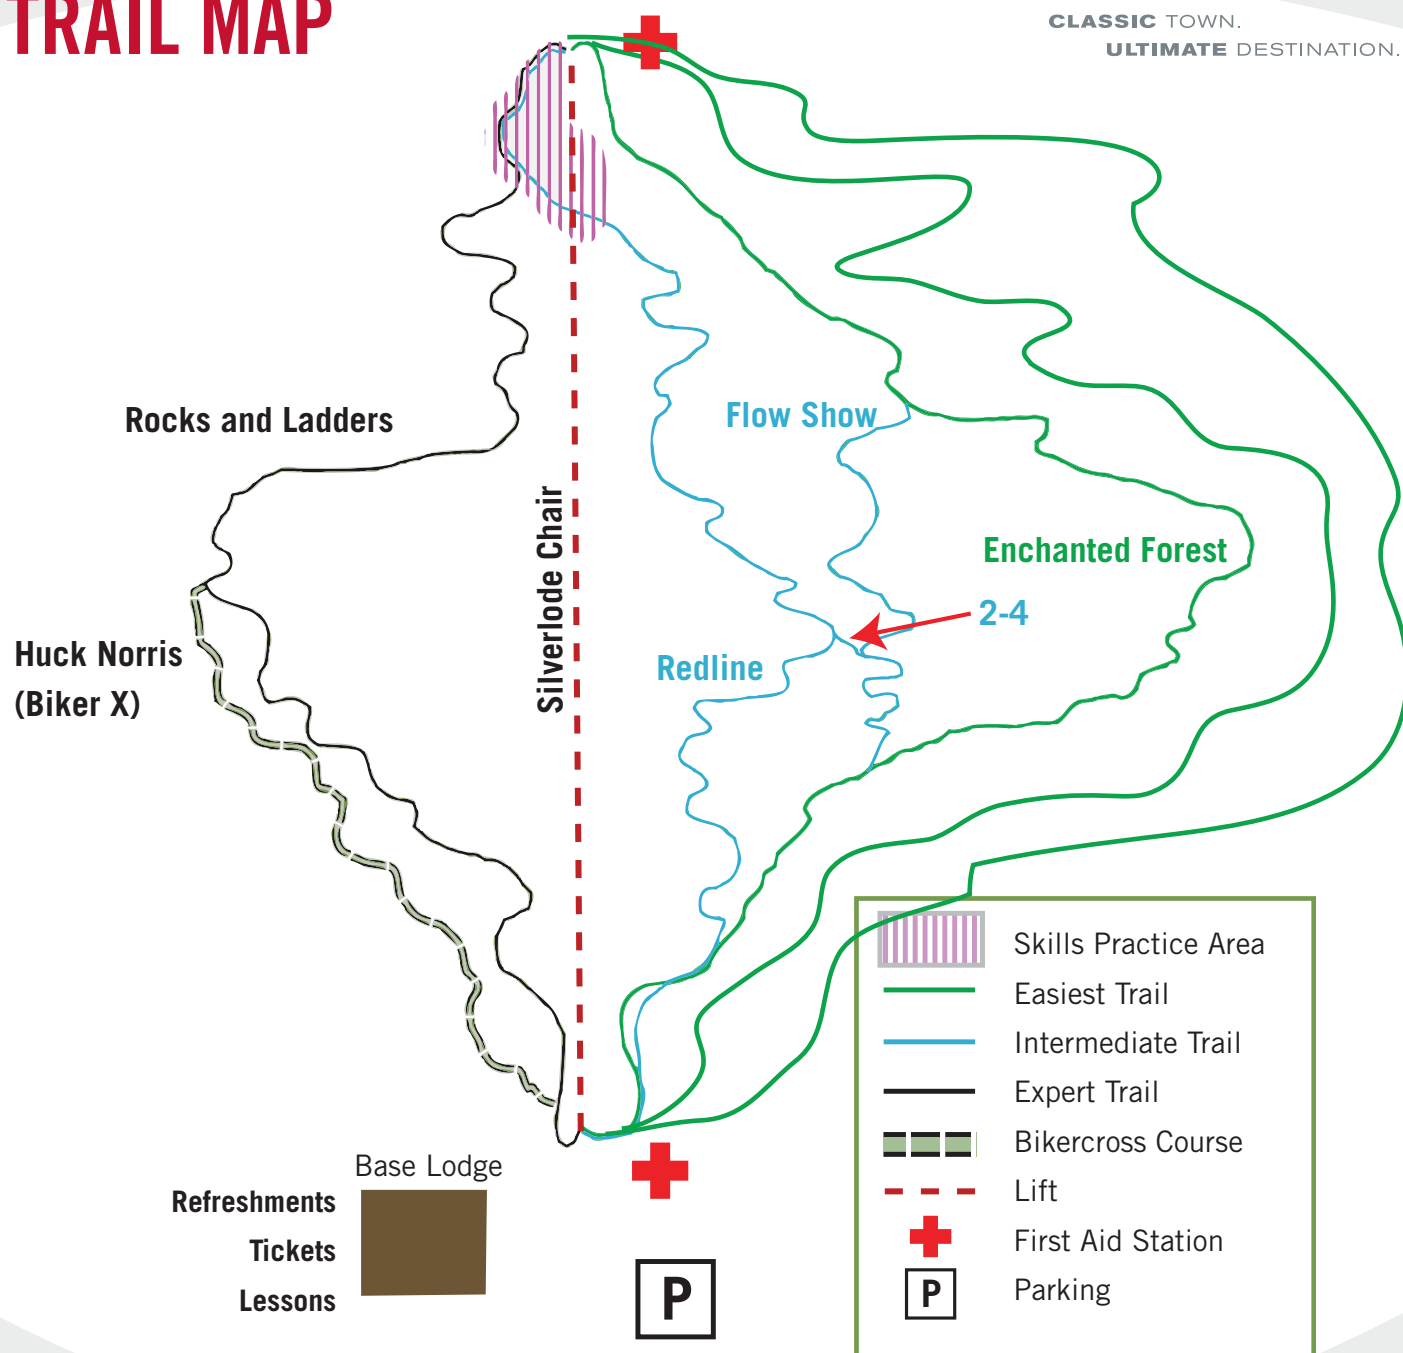 TRAIL MAP
CLASSIC TOWN.
ULTIMATE DESTINATION.
Rocks and Ladders
Flow Show
Silverlode Chair
Enchanted Forest
2-4
Huck Norris
(Biker X)
Redline
Skills Practice Area
Easiest Trail
Intermediate Trail
Expert Trail
Bikercross Course
Lift
First Aid Station
P
Parking
Base Lodge
Refreshments
Tickets
Lessons
P